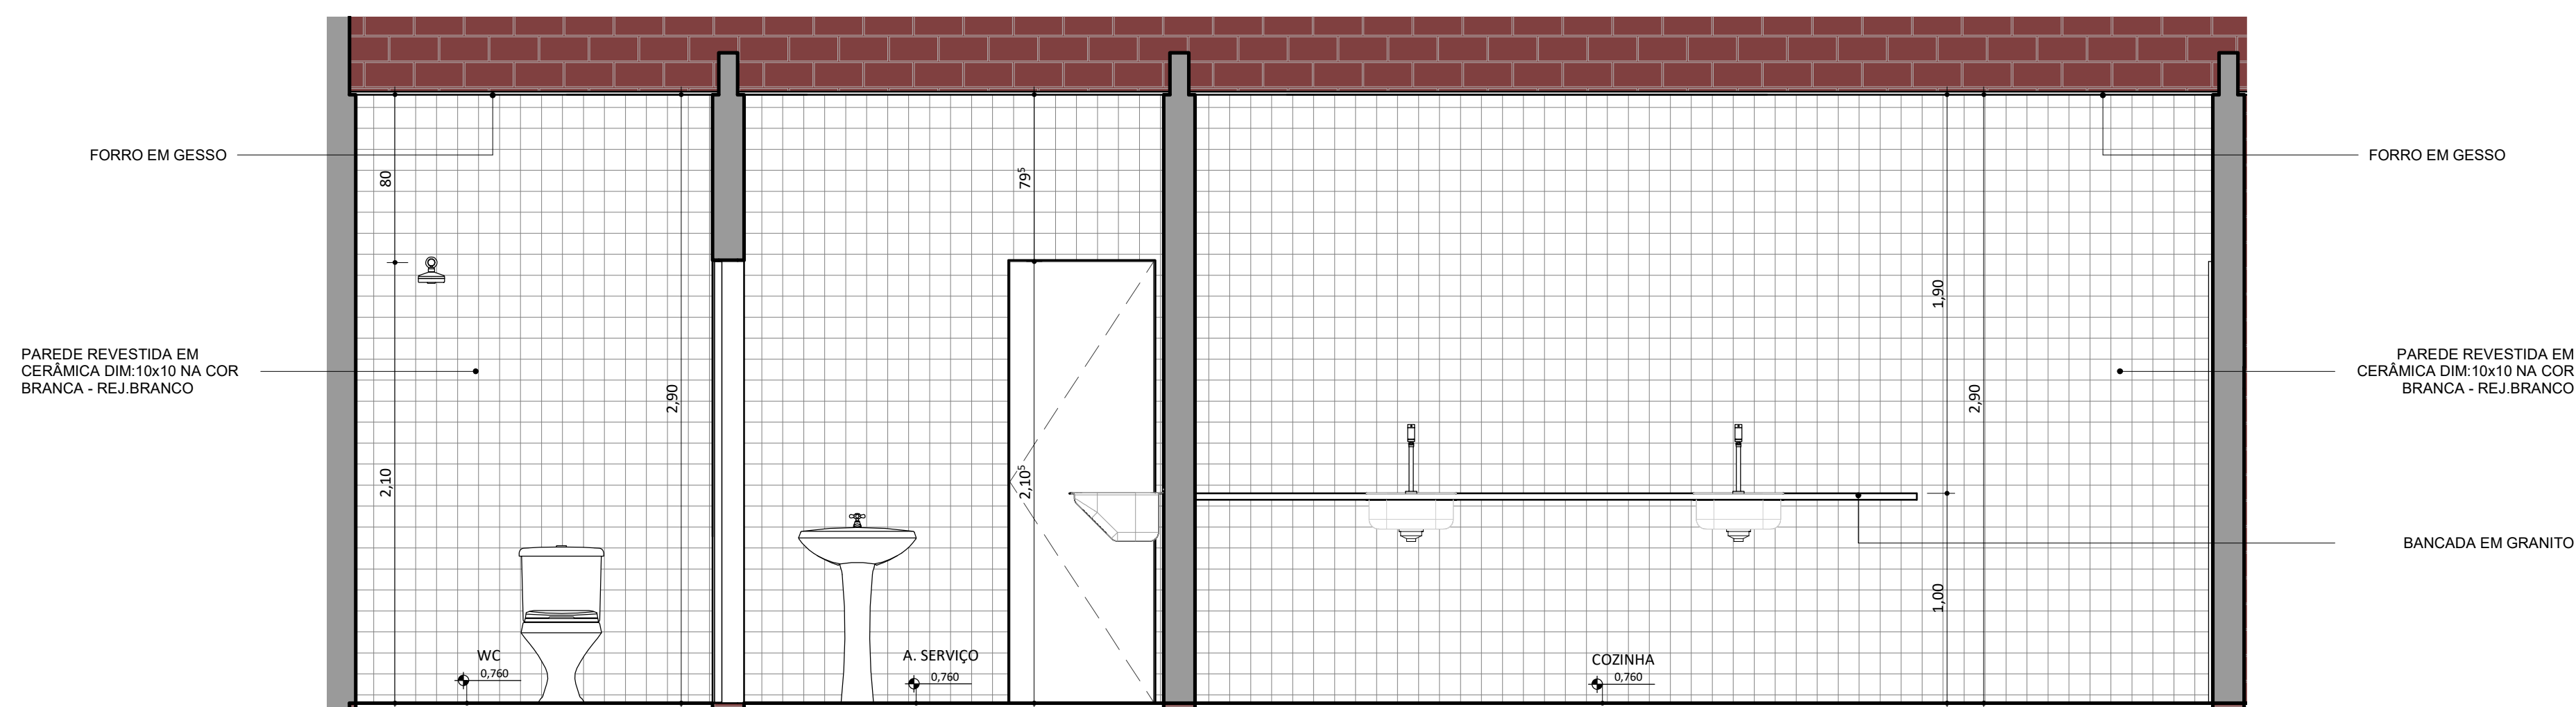 FORRO EM GESSO
FORRO EM GESSO
80
79⁵
1,90
PAREDE REVESTIDA EM
CERÂMICA DIM:10x10 NA COR
BRANCA - REJ.BRANCO
PAREDE REVESTIDA EM
CERÂMICA DIM:10x10 NA COR
BRANCA - REJ.BRANCO
2,90
2,90
2,10
2,10⁵
BANCADA EM GRANITO
1,00
WC
0,760
A. SERVIÇO
0,760
COZINHA
0,760